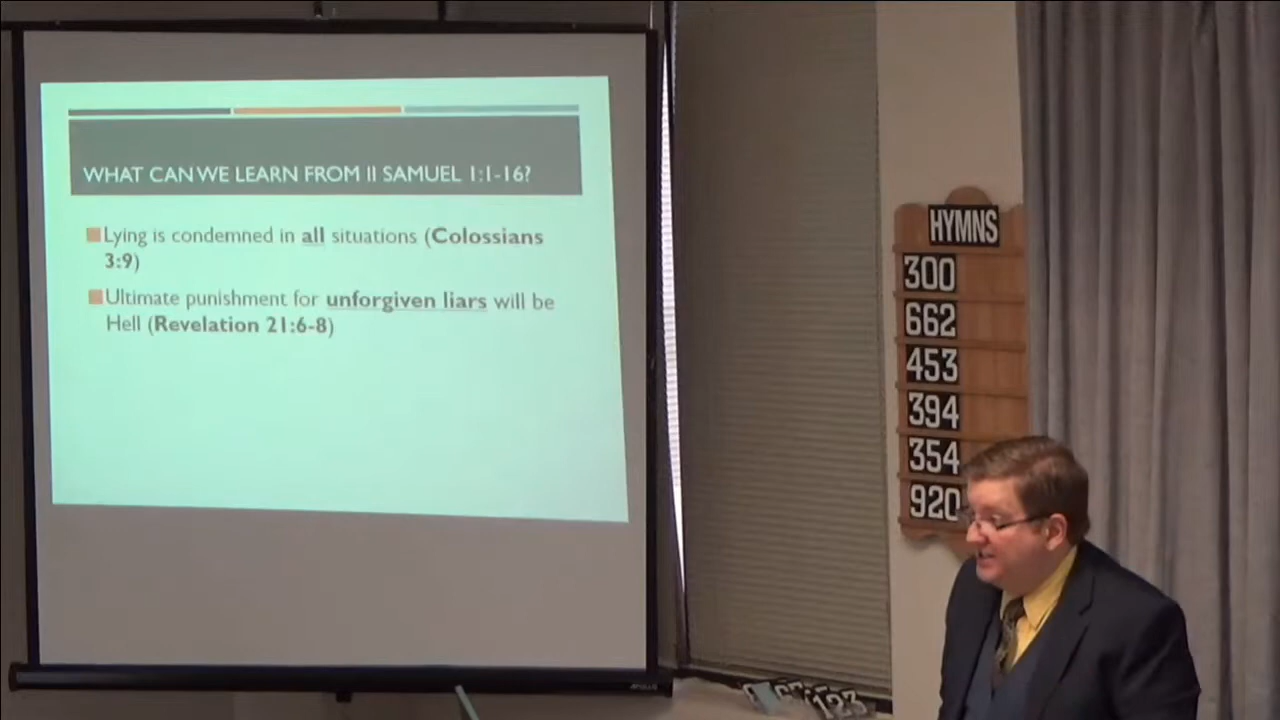 WHAT CAN WE LEARN FROM II SAMUEL 1:1-16?
Lying is condemned in all situations (Colossians
3:9)
Ultimate punishment for unforgiven liars will be
Hell (Revelation 21:6-8)
HYMNS
300
662
453
394
354
920